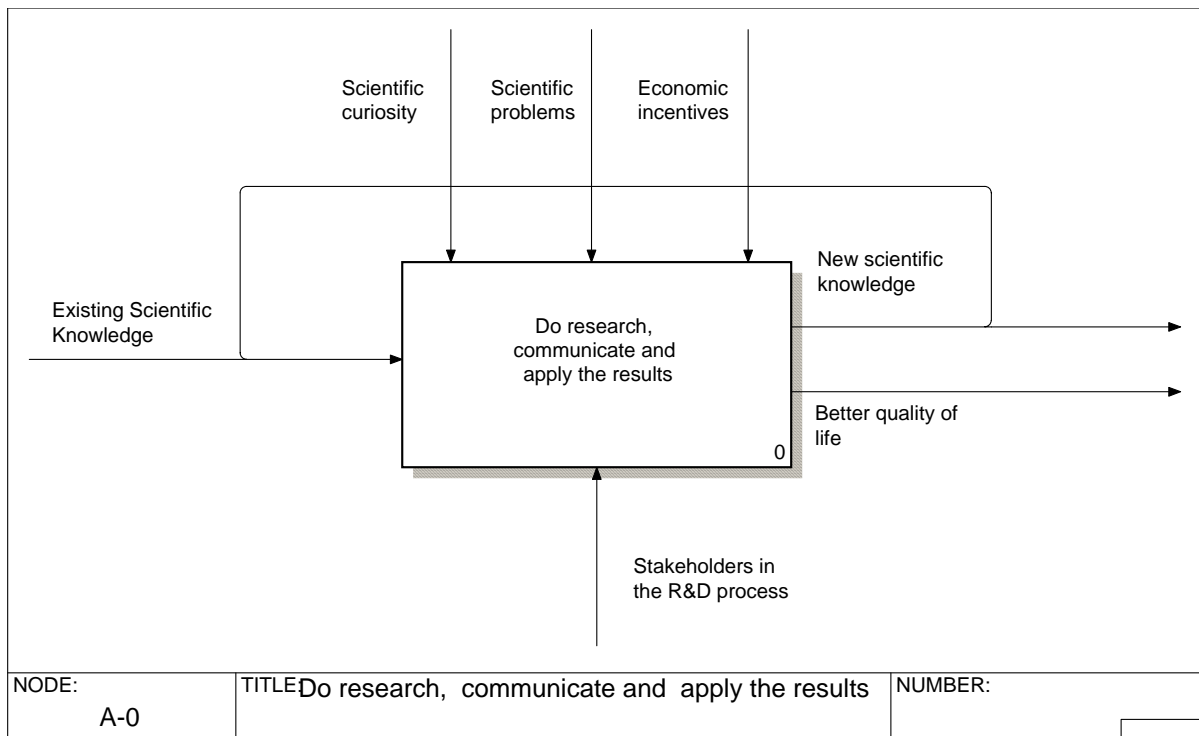 Scientific
curiosity
Scientific
problems
Economic
incentives
Existing Scientific
Knowledge
New scientific
knowledge
Do research,
communicate and
apply the results
0
Better quality of
life
Stakeholders in
the R&D process
NODE:
A-0
TITLE:
Do research, communicate and apply the results
NUMBER: